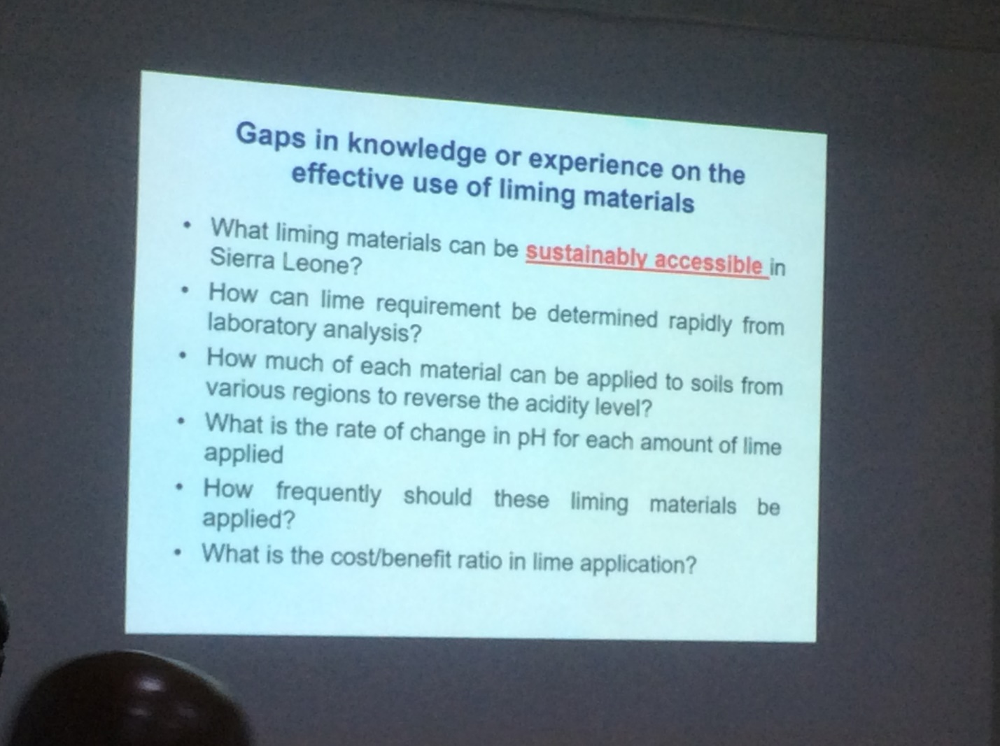 Gaps in knowledge or experience on the
effective use of liming materials
• What liming materials can be sustainably accessible in
Sierra Leone?
• How can lime requirement be determined rapidly from
laboratory analysis?
• How much of each material can be applied to soils from
various regions to reverse the acidity level?
• What is the rate of change in pH for each amount of lime
applied
• How frequently should these liming materials be
applied?
• What is the cost/benefit ratio in lime application?